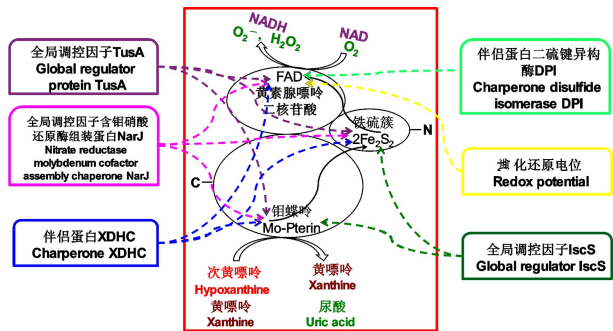 NADH
NAD
O₂⁻, H₂O₂
O₂
全局调控因子TusA
Global regulator
protein TusA
FAD
黄素腺嘌呤
二核苷酸
伴侣蛋白二硫键异构
酶DPI
Charperone disulfide
isomerase DPI
全局调控因子含钼硝酸
还原酶组装蛋白NarJ
Nitrate reductase
molybdenum cofactor
assembly chaperone NarJ
铁硫簇
2Fe₂S₂
N
化还原电位
Redox potential
C
钼蝶呤
Mo-Pterin
伴侣蛋白XDHC
Charperone XDHC
全局调控因子IscS
Global regulator IscS
次黄嘌呤
Hypoxanthine
黄嘌呤
Xanthine
黄嘌呤
Xanthine
尿酸
Uric acid